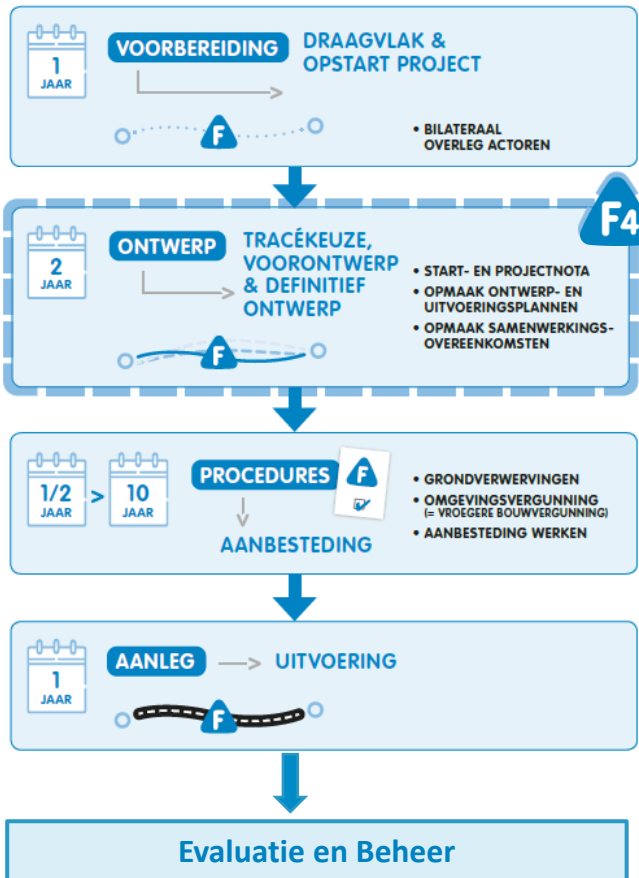 1
JAAR
VOORBEREIDING
DRAAGVLAK &
OPSTART PROJECT
F
• BILATERAAL
OVERLEG ACTOREN
F4
2
JAAR
ONTWERP
TRACÉKEUZE,
VOORONTWERP
& DEFINITIEF
ONTWERP
F
• START- EN PROJECTNOTA
• OPMAAK ONTWERP- EN
UITVOERINGSPLANNEN
• OPMAAK SAMENWERKINGS-
OVEREENKOMSTEN
1/2
JAAR
>
10
JAAR
PROCEDURES
F
AANBESTEDING
• GRONDVERWERVINGEN
• OMGEVINGSVERGUNNING
(= VROEGERE BOUWVERGUNNING)
• AANBESTEDING WERKEN
1
JAAR
AANLEG
UITVOERING
F
Evaluatie en Beheer